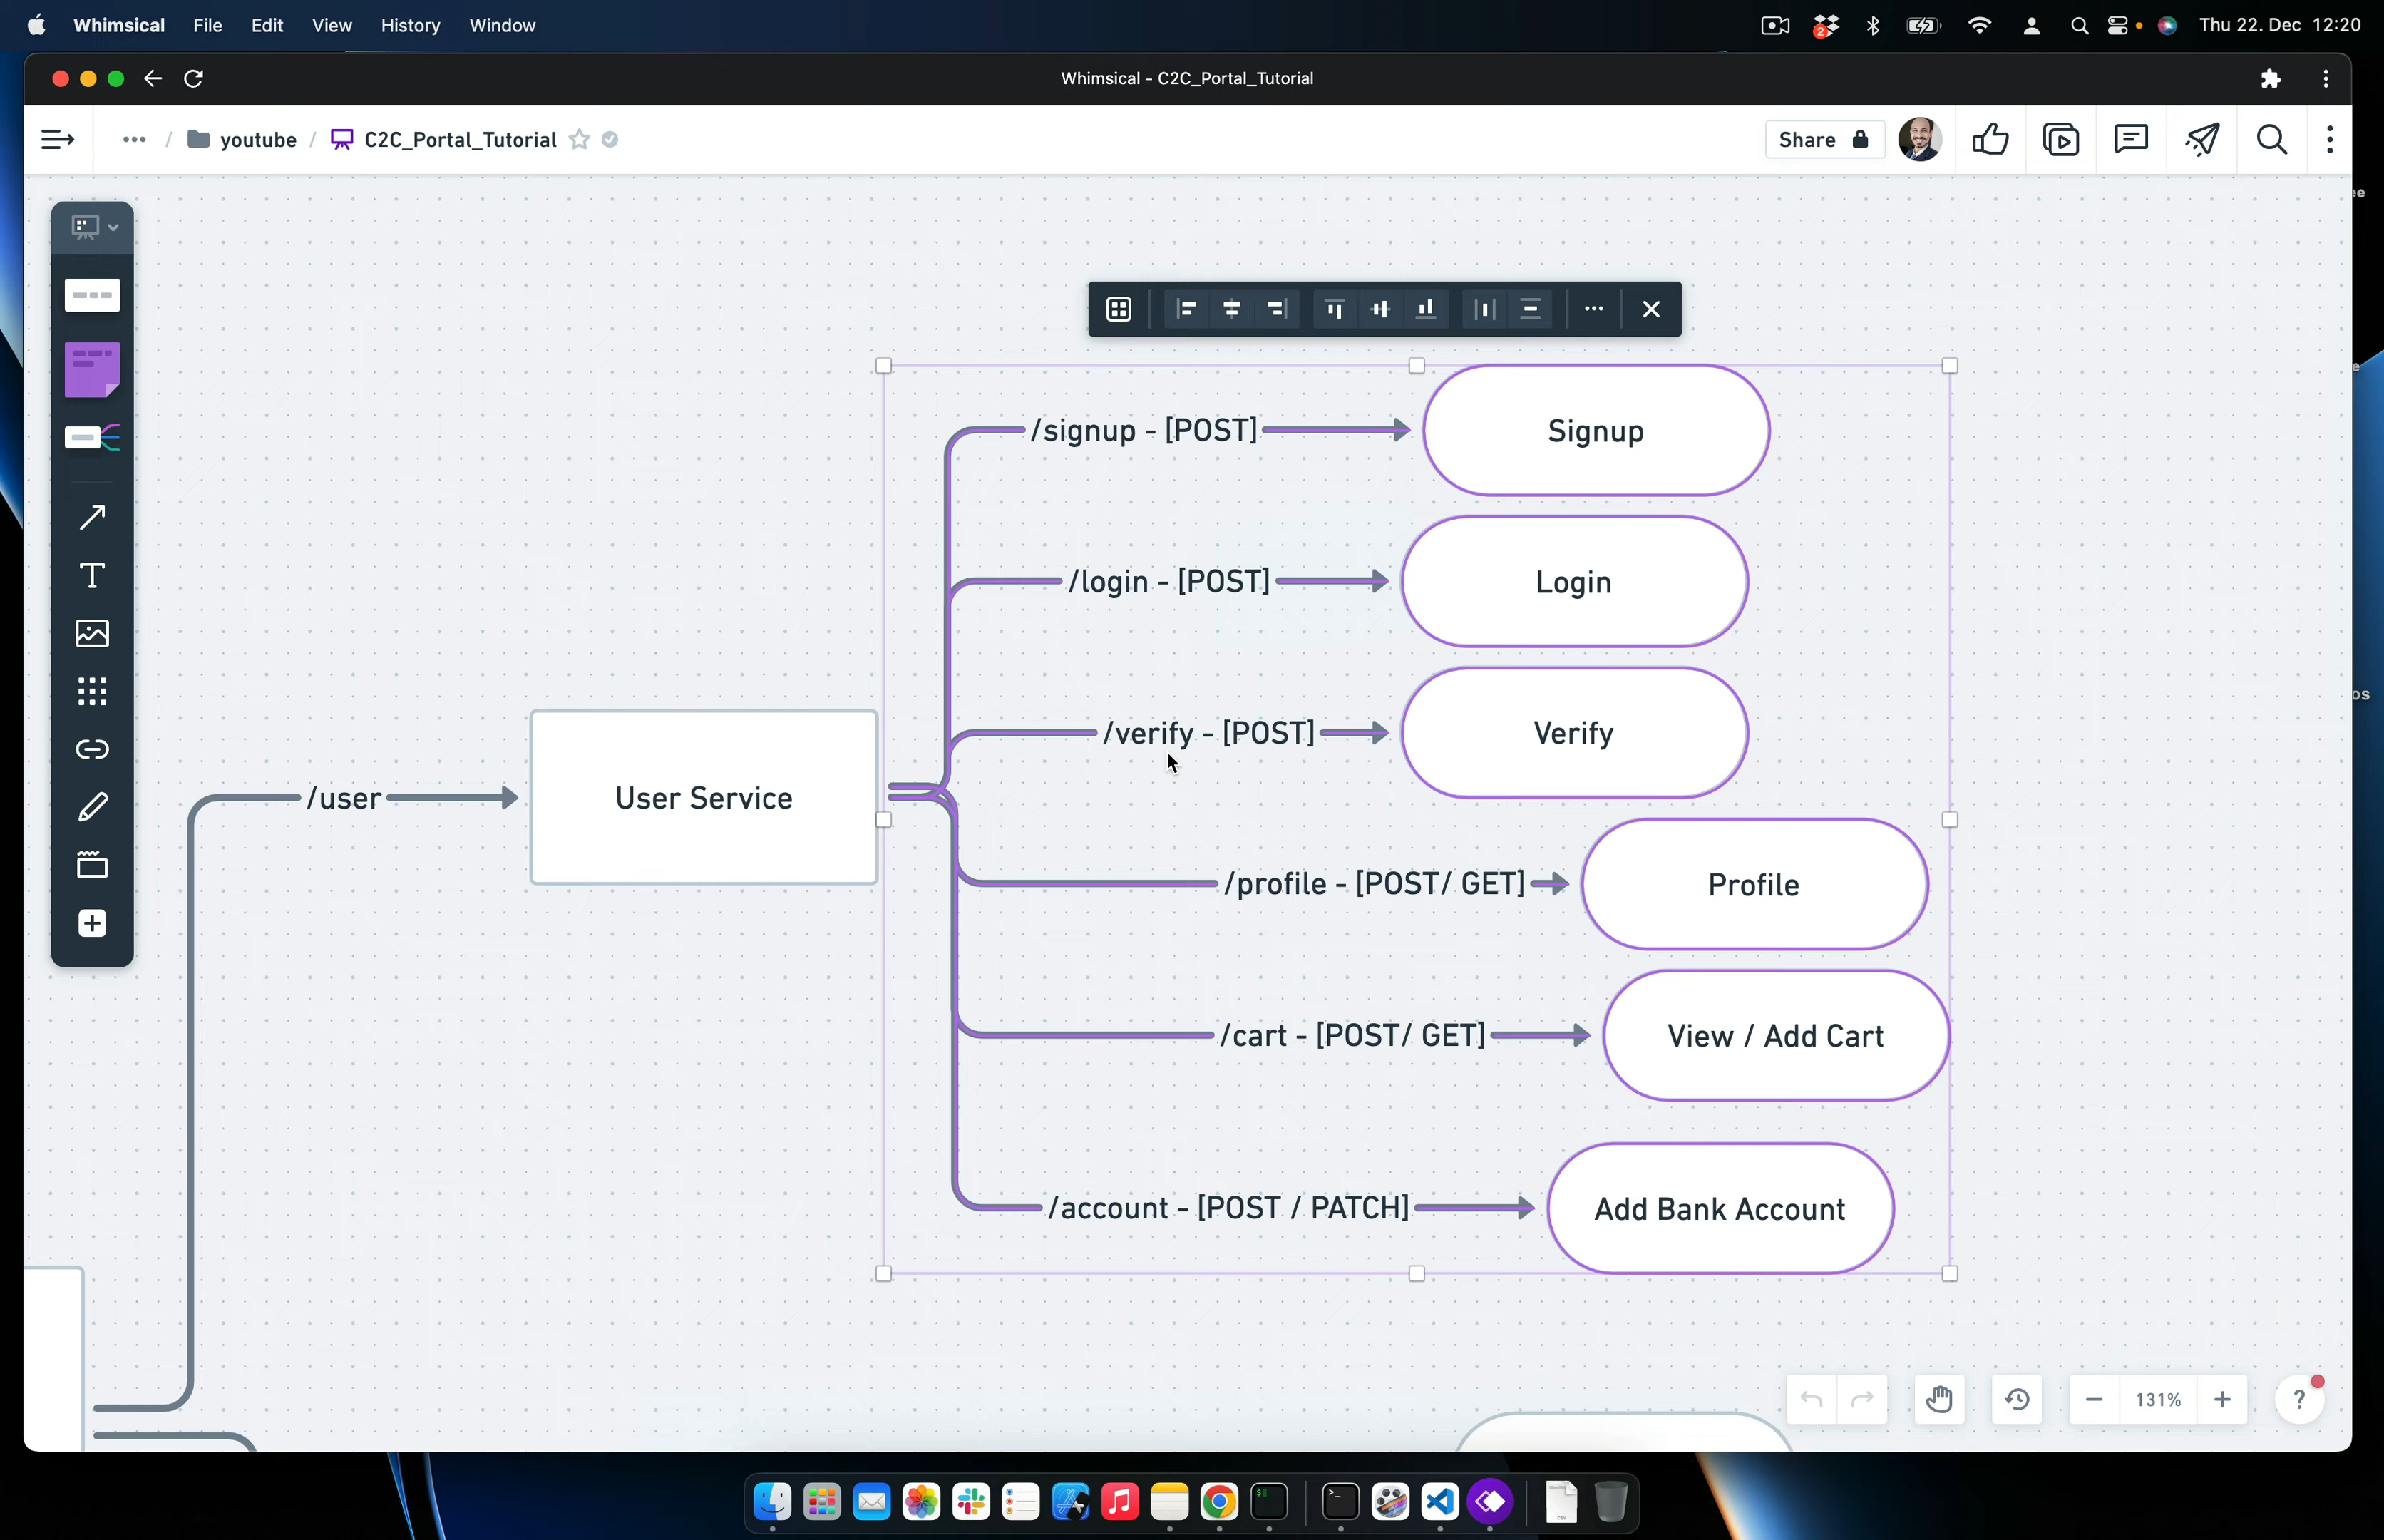 Whimsical File Edit View History Window 2 Thu 22. Dec 12:20
Whimsical - C2C_Portal_Tutorial
... / youtube / C2C_Portal_Tutorial Share
/signup - [POST] Signup
/login - [POST] Login
/verify - [POST] Verify
/user User Service
/profile - [POST/ GET] Profile
/cart - [POST/ GET] View / Add Cart
/account - [POST / PATCH] Add Bank Account
131% ?